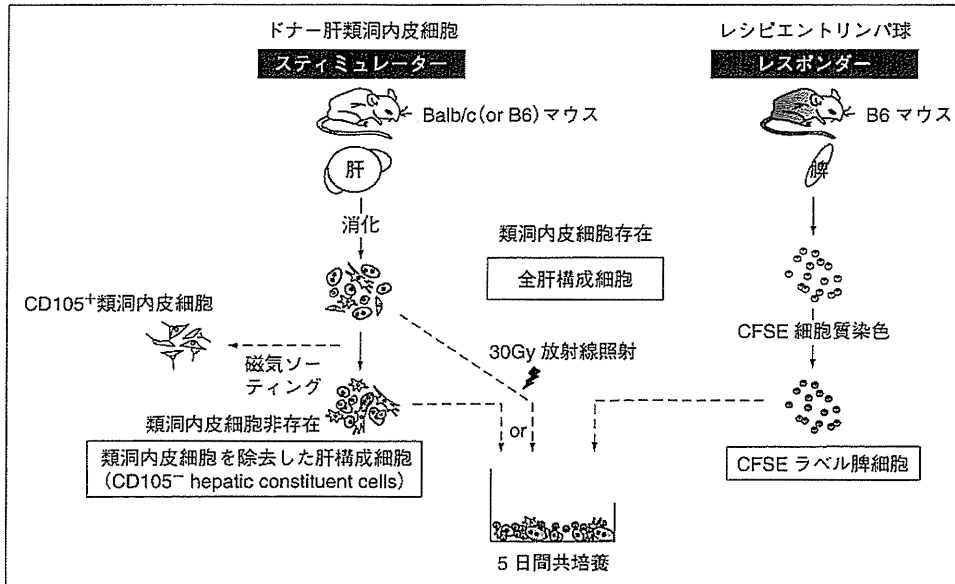 ドナー肝類洞内皮細胞
スティミュレーター
Balb/c(or B6)マウス
肝
消化
CD105⁺類洞内皮細胞
磁気ソー
ティング
類洞内皮細胞非存在
類洞内皮細胞を除去した肝構成細胞
(CD105⁻ hepatic constituent cells)
類洞内皮細胞存在
全肝構成細胞
30Gy 放射線照射
or
5 日間共培養
レシピエントリンパ球
レスポンダー
B6 マウス
脾
CFSE 細胞質染色
CFSE ラベル脾細胞